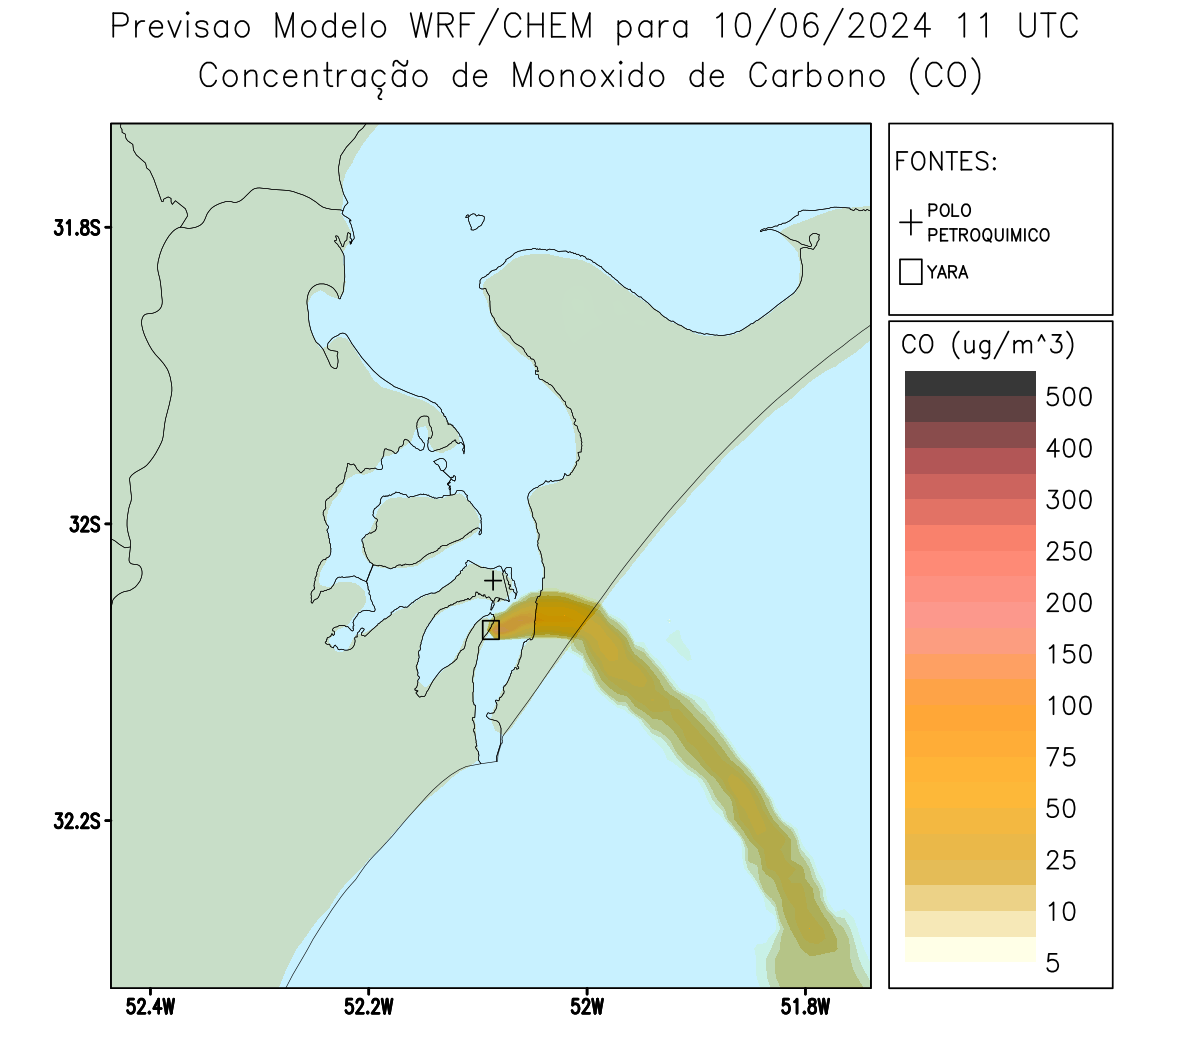 Previsao Modelo WRF/CHEM para 10/06/2024 11 UTC
Concentração de Monoxido de Carbono (CO)
FONTES:
POLO
PETROQUIMICO
YARA
CO (ug/m^3)
500
400
300
250
200
150
100
75
50
25
10
5
31.8S
32S
32.2S
52.4W
52.2W
52W
51.8W